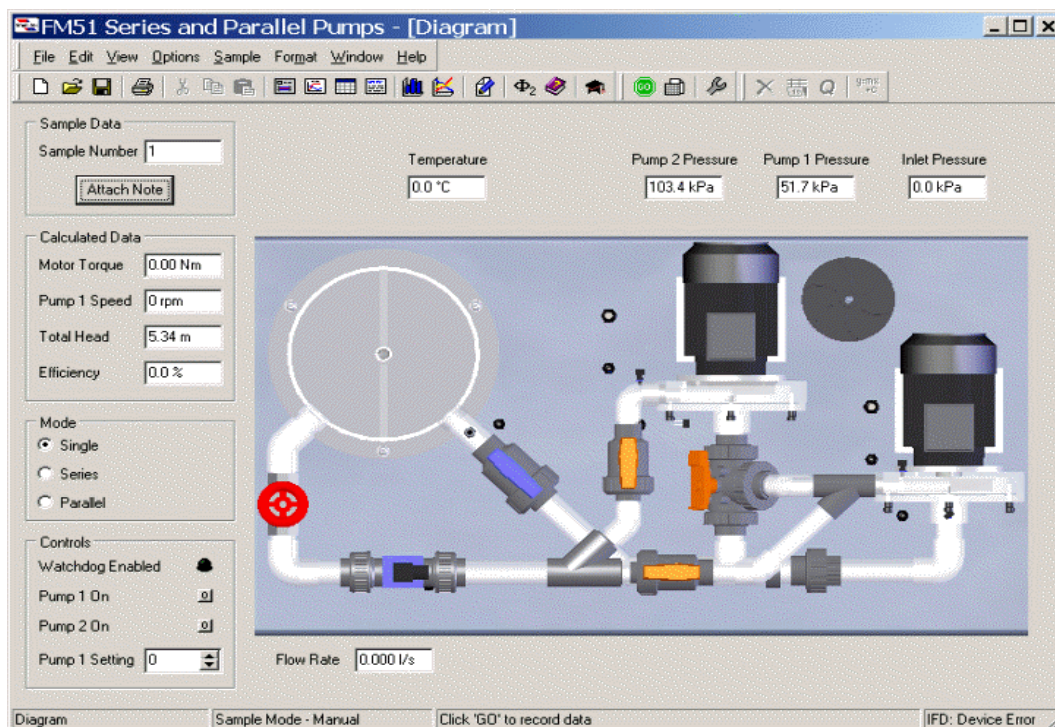 FM51 Series and Parallel Pumps - [Diagram]
File Edit View Options Sample Format Window Help
Sample Data
Sample Number 1
Attach Note
Temperature
0.0 °C
Pump 2 Pressure
103.4 kPa
Pump 1 Pressure
51.7 kPa
Inlet Pressure
0.0 kPa
Calculated Data
Motor Torque 0.00 Nm
Pump 1 Speed 0 rpm
Total Head 5.34 m
Efficiency 0.0 %
Mode
Single
Series
Parallel
Controls
Watchdog Enabled
Pump 1 On
Pump 2 On
Pump 1 Setting 0
Flow Rate 0.000 l/s
Diagram
Sample Mode - Manual
Click 'GO' to record data
IFD: Device Error